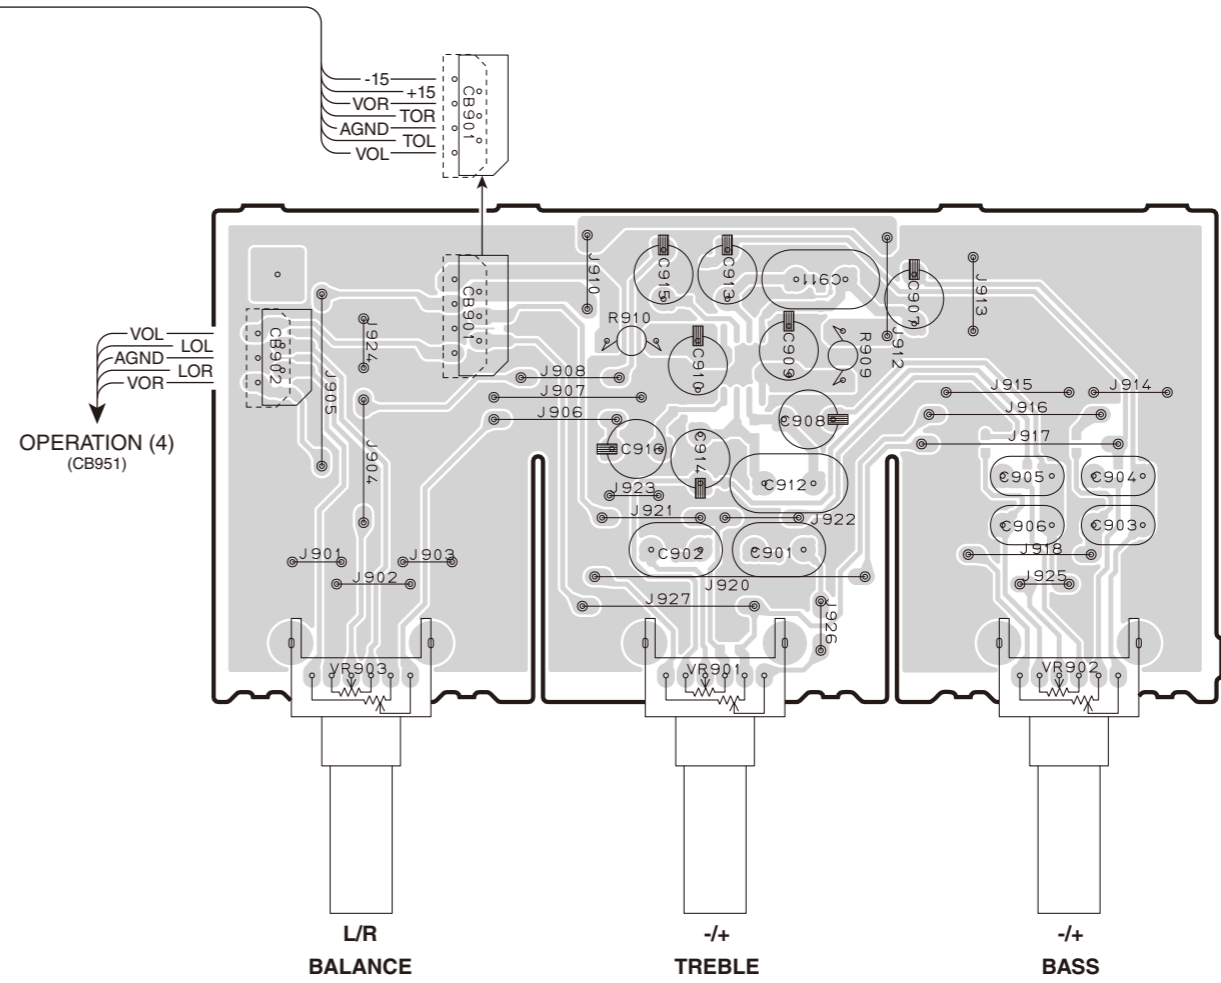 -15
+15
VOR
TOR
AGND
TOL
VOL
CB901
CB901
J910
C915
C913
C911
C907
J913
R910
C910
C909
R909
J912
VOL
LOL
AGND
LOR
VOR
CB902
J924
J905
J908
J907
J906
J915
J914
J916
J917
OPERATION (4)
(CB951)
J904
C916
C914
C908
C912
C905
C904
J923
J921
J922
C906
C903
J901
J903
J902
C902
C901
J918
J920
J925
J927
J926
VR903
VR901
VR902
L/R
BALANCE
-/+
TREBLE
-/+
BASS